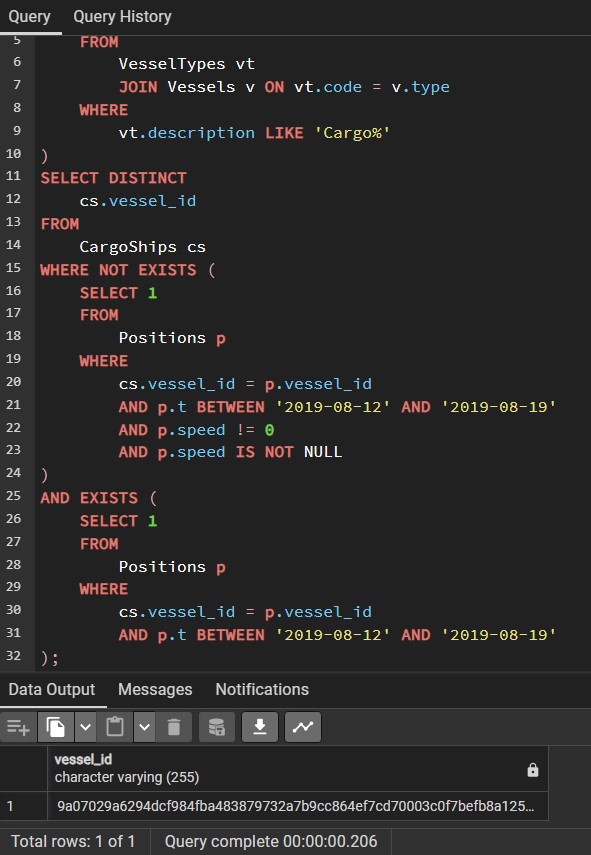 Query Query History
5 FROM
6 VesselTypes vt
7 JOIN Vessels v ON vt.code = v.type
8 WHERE
9 vt.description LIKE 'Cargo%'
10 )
11 SELECT DISTINCT
12 cs.vessel_id
13 FROM
14 CargoShips cs
15 WHERE NOT EXISTS (
16 SELECT 1
17 FROM
18 Positions p
19 WHERE
20 cs.vessel_id = p.vessel_id
21 AND p.t BETWEEN '2019-08-12' AND '2019-08-19'
22 AND p.speed != 0
23 AND p.speed IS NOT NULL
24 )
25 AND EXISTS (
26 SELECT 1
27 FROM
28 Positions p
29 WHERE
30 cs.vessel_id = p.vessel_id
31 AND p.t BETWEEN '2019-08-12' AND '2019-08-19'
32 );
Data Output Messages Notifications
vessel_id
character varying (255)
1 9a07029a6294dcf984fba483879732a7b9cc864ef7cd70003c0f7befb8a125…
Total rows: 1 of 1 Query complete 00:00:00.206